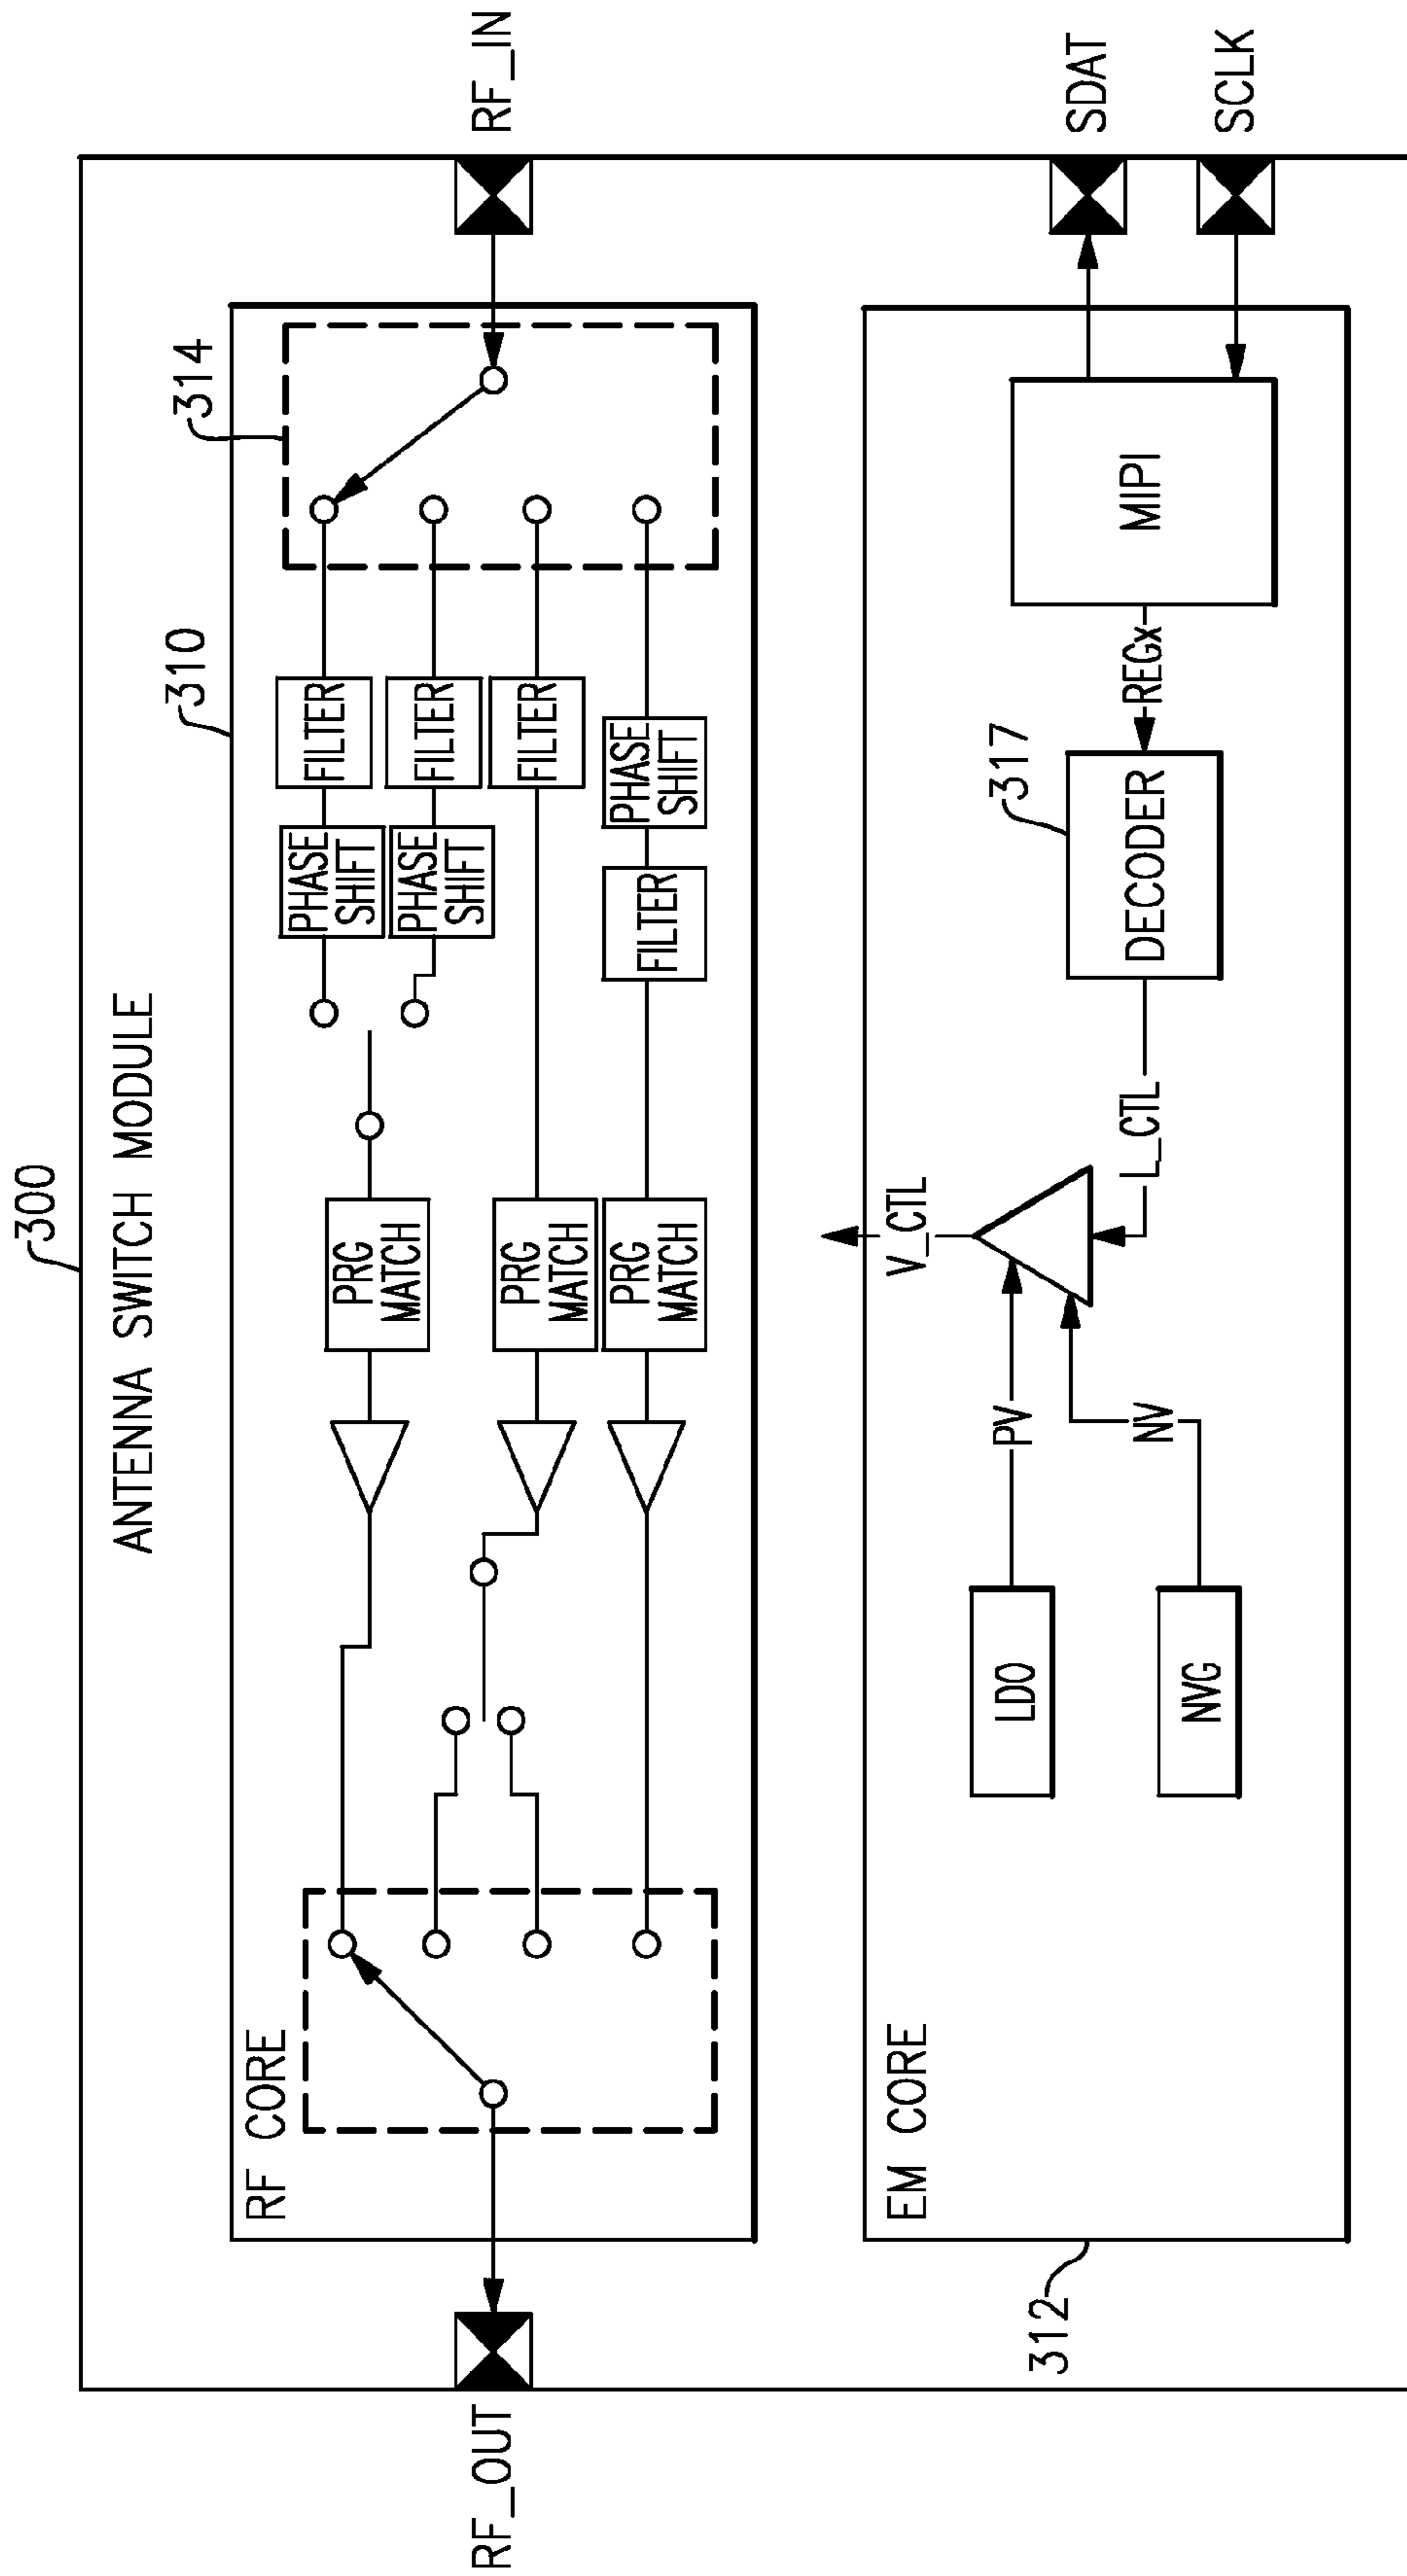 300
ANTENNA SWITCH MODULE
310
314
RF CORE
PHASE
SHIFT
FILTER
PHASE
SHIFT
FILTER
FILTER
FILTER
PHASE
SHIFT
PRG
MATCH
PRG
MATCH
PRG
MATCH
RF_OUT
RF_IN
EM CORE
V_CTL
317
SDAT
LDO
PV
L_CTL
DECODER
REGx
MIPI
NVG
NV
SCLK
312